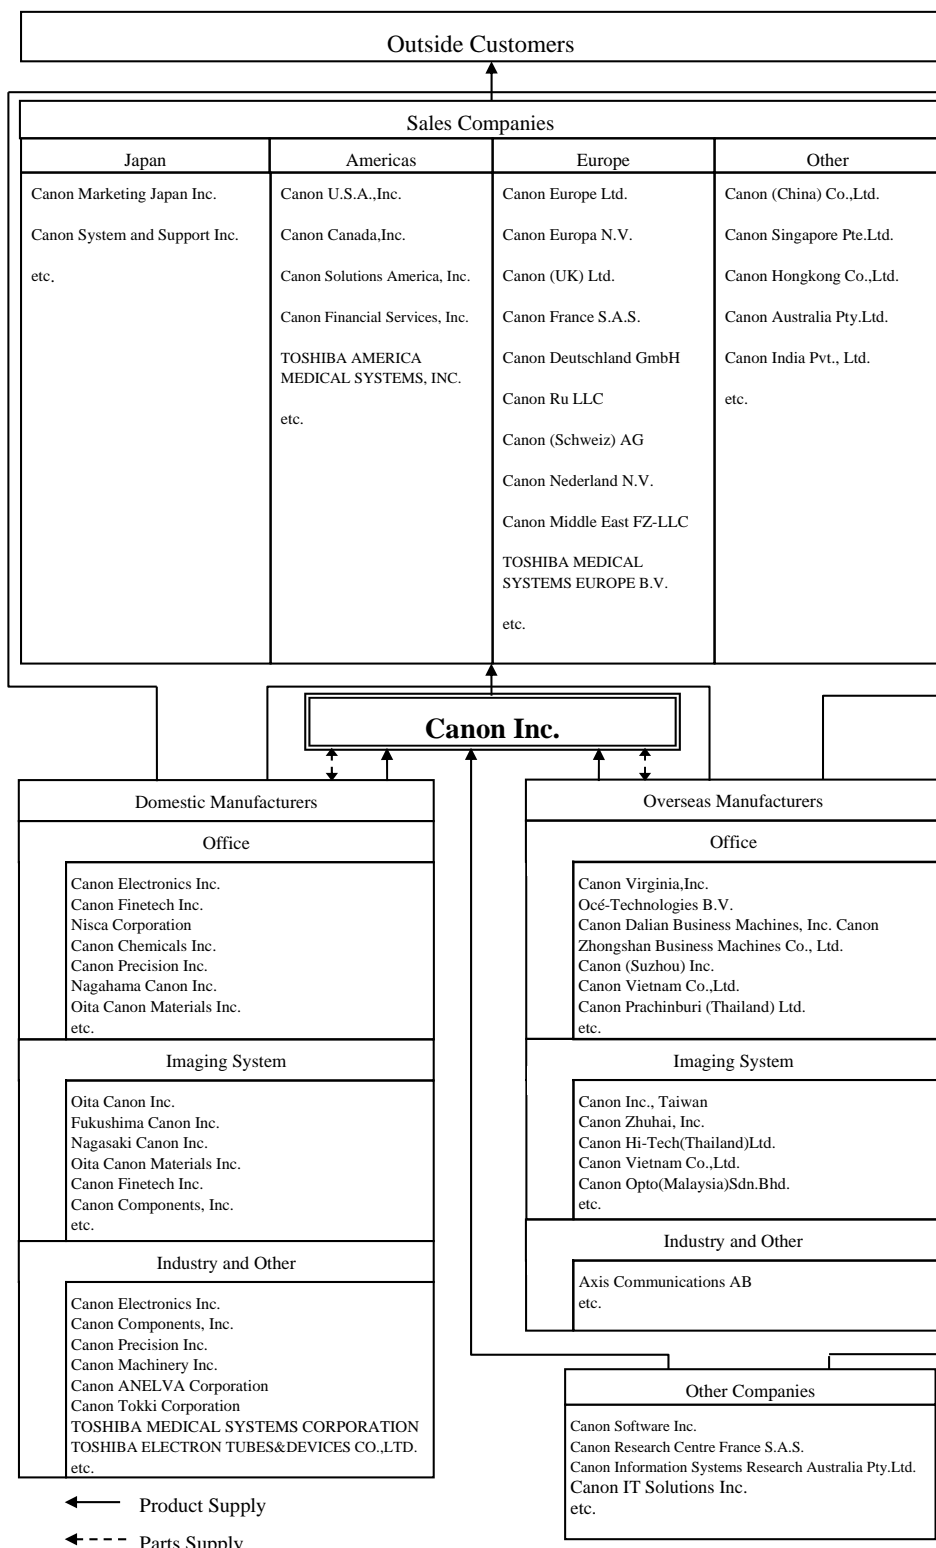 Outside Customers
Sales Companies
Japan
Canon Marketing Japan Inc.
Canon System and Support Inc.
etc.
Americas
Canon U.S.A.,Inc.
Canon Canada,Inc.
Canon Solutions America, Inc.
Canon Financial Services, Inc.
TOSHIBA AMERICA
MEDICAL SYSTEMS, INC.
etc.
Europe
Canon Europe Ltd.
Canon Europa N.V.
Canon (UK) Ltd.
Canon France S.A.S.
Canon Deutschland GmbH
Canon Ru LLC
Canon (Schweiz) AG
Canon Nederland N.V.
Canon Middle East FZ-LLC
TOSHIBA MEDICAL
SYSTEMS EUROPE B.V.
etc.
Other
Canon (China) Co.,Ltd.
Canon Singapore Pte.Ltd.
Canon Hongkong Co.,Ltd.
Canon Australia Pty.Ltd.
Canon India Pvt., Ltd.
etc.
Canon Inc.
Domestic Manufacturers
Office
Canon Electronics Inc.
Canon Finetech Inc.
Nisca Corporation
Canon Chemicals Inc.
Canon Precision Inc.
Nagahama Canon Inc.
Oita Canon Materials Inc.
etc.
Imaging System
Oita Canon Inc.
Fukushima Canon Inc.
Nagasaki Canon Inc.
Oita Canon Materials Inc.
Canon Finetech Inc.
Canon Components, Inc.
etc.
Industry and Other
Canon Electronics Inc.
Canon Components, Inc.
Canon Precision Inc.
Canon Machinery Inc.
Canon ANELVA Corporation
Canon Tokki Corporation
TOSHIBA MEDICAL SYSTEMS CORPORATION
TOSHIBA ELECTRON TUBES&DEVICES CO.,LTD.
etc.
Overseas Manufacturers
Office
Canon Virginia,Inc.
Océ-Technologies B.V.
Canon Dalian Business Machines, Inc. Canon
Zhongshan Business Machines Co., Ltd.
Canon (Suzhou) Inc.
Canon Vietnam Co.,Ltd.
Canon Prachinburi (Thailand) Ltd.
etc.
Imaging System
Canon Inc., Taiwan
Canon Zhuhai, Inc.
Canon Hi-Tech(Thailand)Ltd.
Canon Vietnam Co.,Ltd.
Canon Opto(Malaysia)Sdn.Bhd.
etc.
Industry and Other
Axis Communications AB
etc.
Other Companies
Canon Software Inc.
Canon Research Centre France S.A.S.
Canon Information Systems Research Australia Pty.Ltd.
Canon IT Solutions Inc.
etc.
Product Supply
Parts Supply